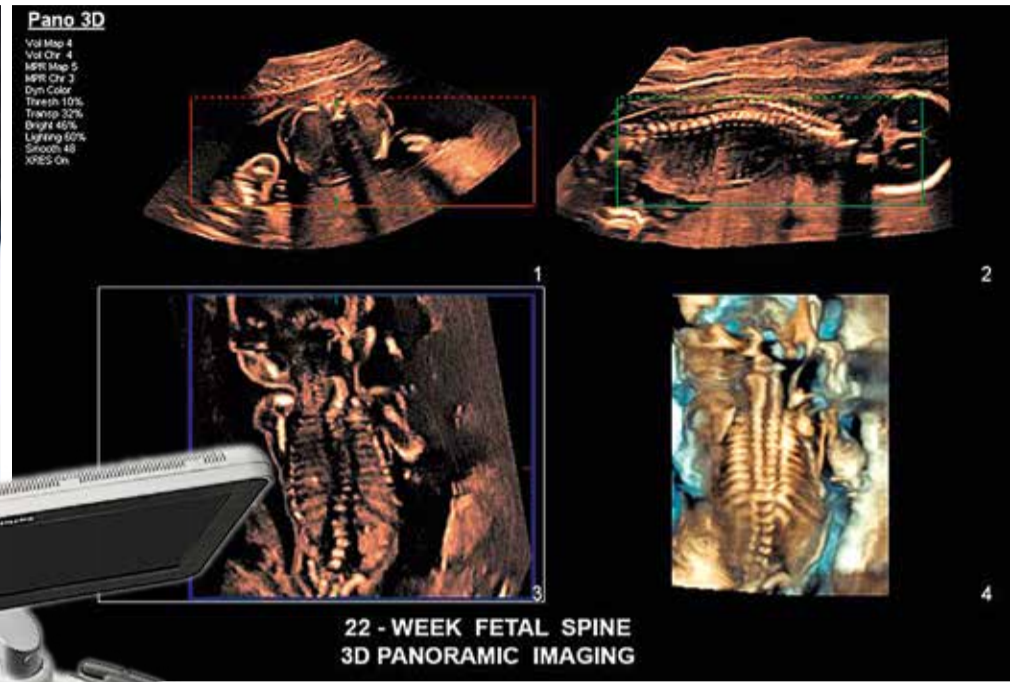 Pano 3D
Vol Map 4
Vol Chr 4
MPR Map 5
MPR Chr 3
Dyn Color
Thresh 10%
Transp 32%
Bright 46%
Lighting 60%
Smooth 48
XRES On
1
2
3
4
22 - WEEK FETAL SPINE
3D PANORAMIC IMAGING